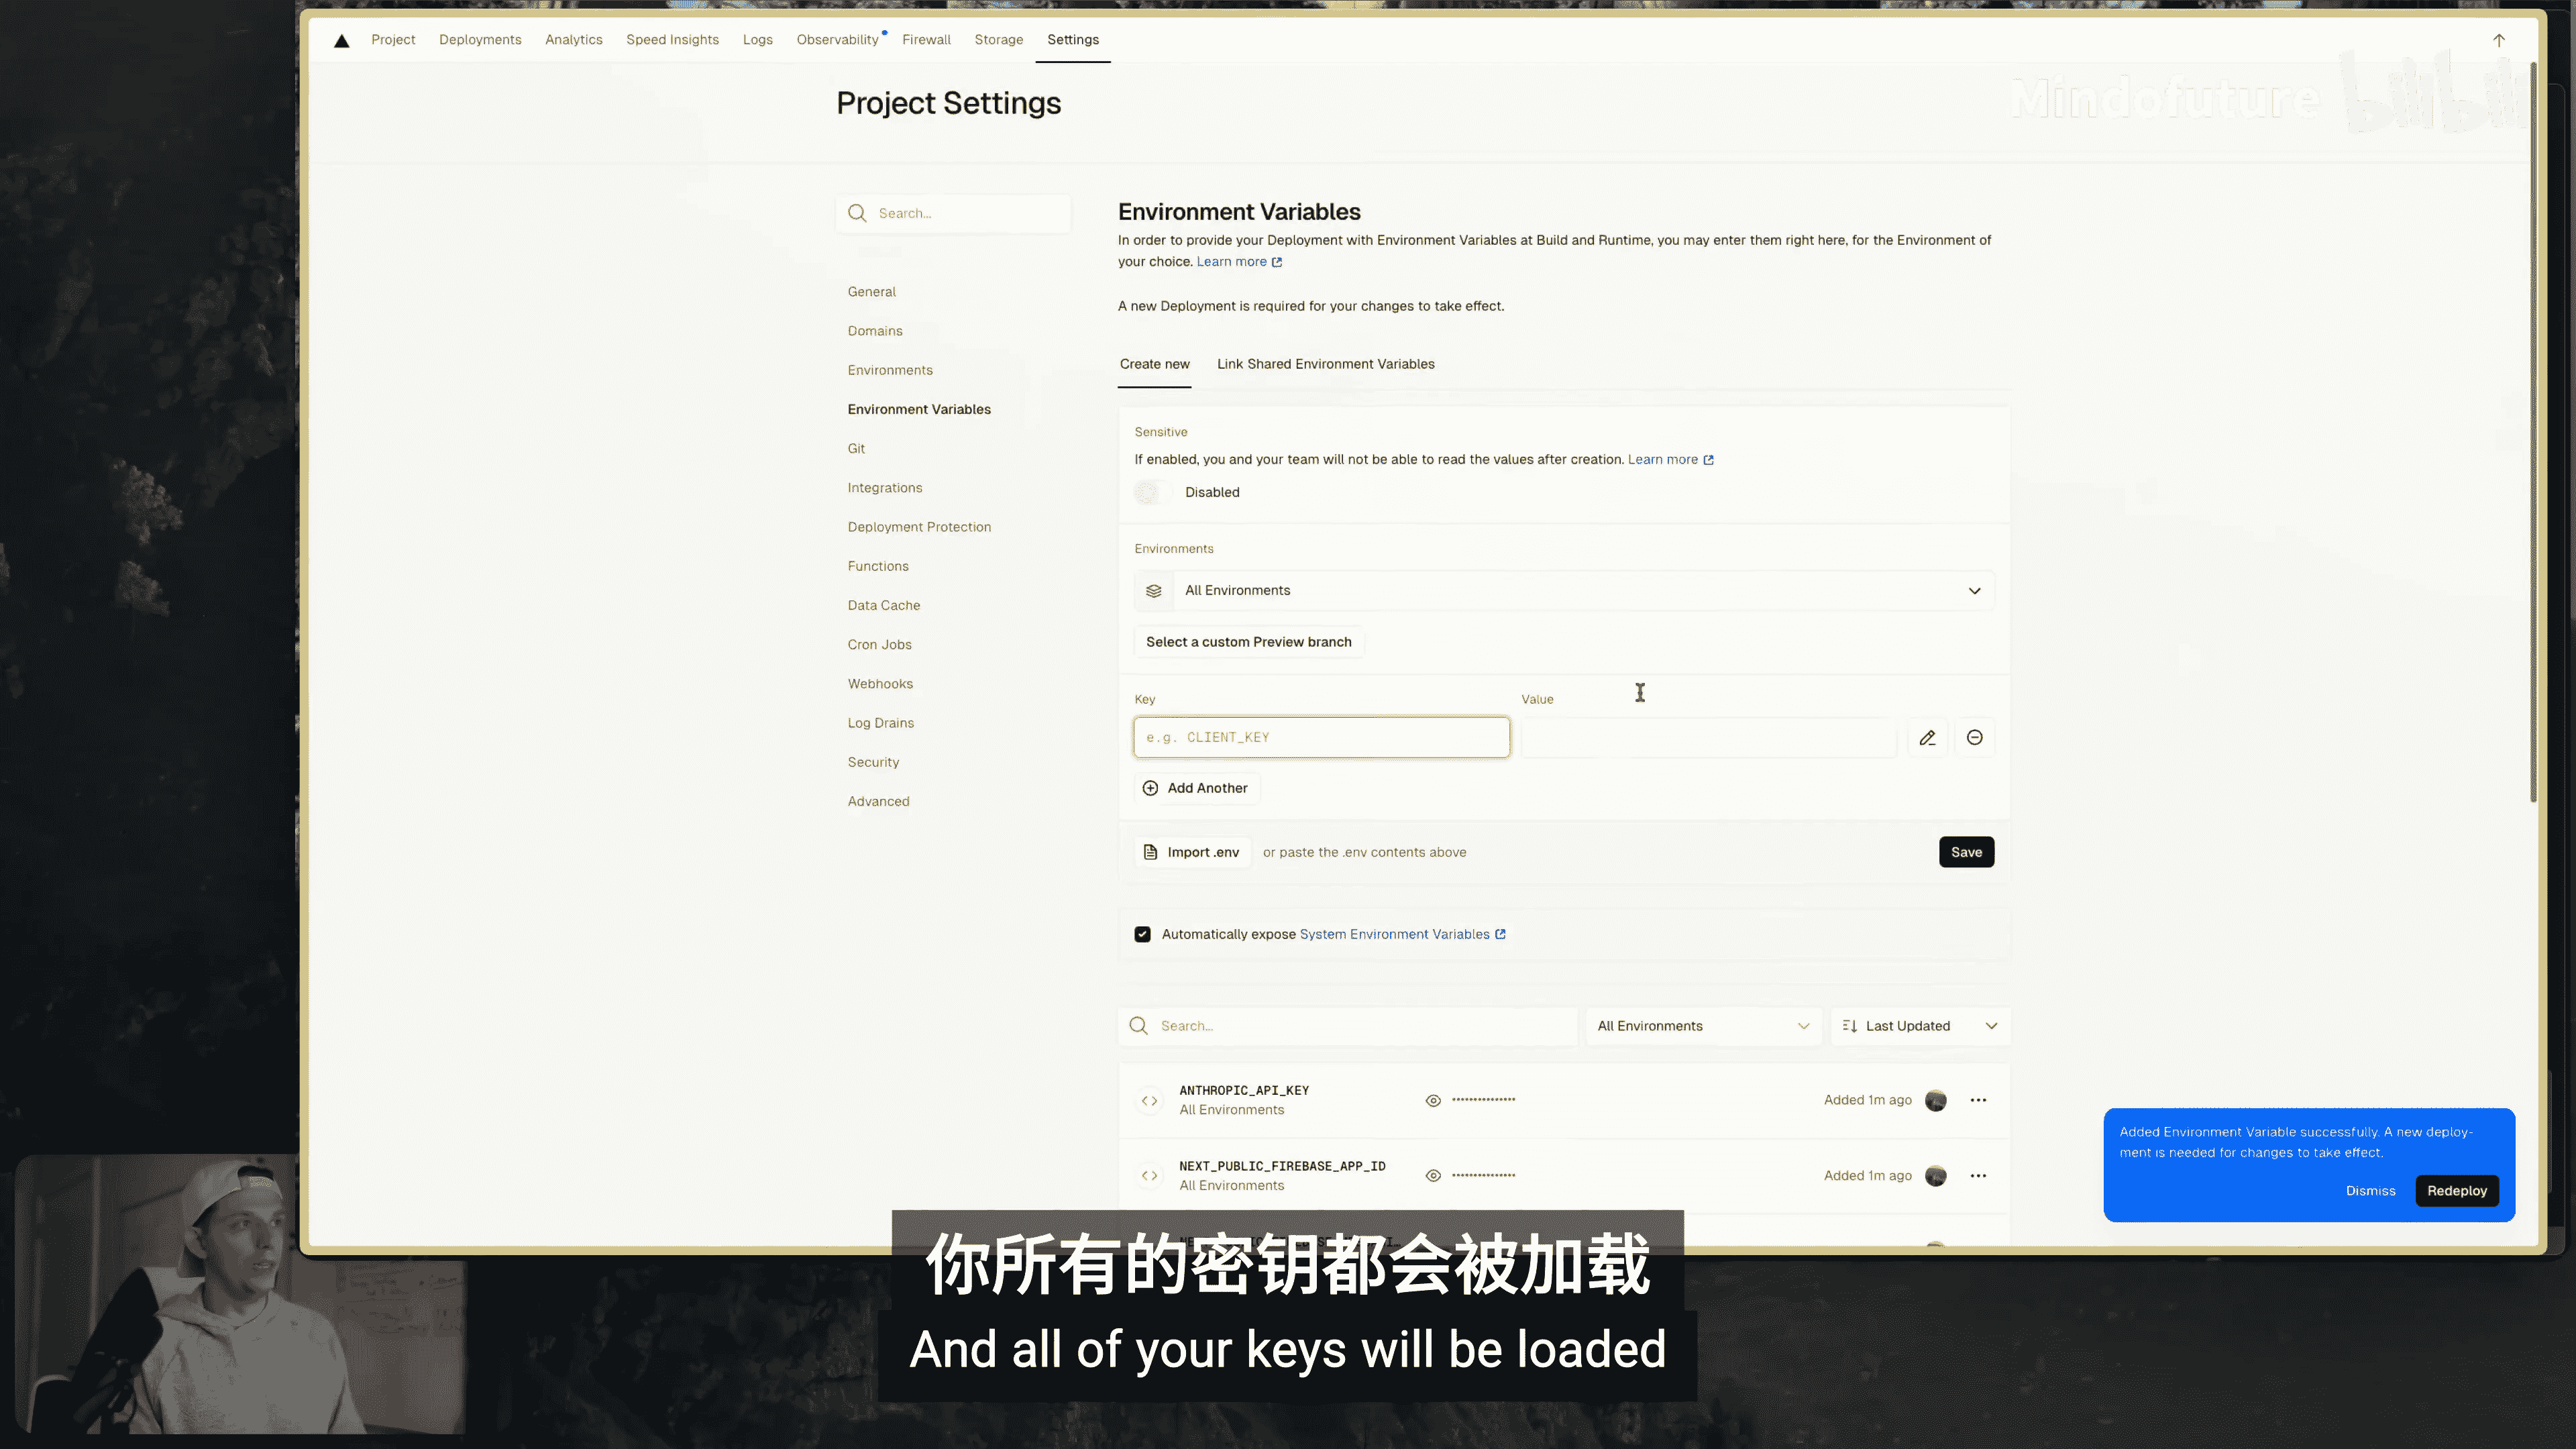 Project Deployments Analytics Speed Insights Logs Observability Firewall Storage Settings
Mindofuture bilibili
Project Settings
Search...
General
Domains
Environments
Environment Variables
Git
Integrations
Deployment Protection
Functions
Data Cache
Cron Jobs
Webhooks
Log Drains
Security
Advanced
Environment Variables
In order to provide your Deployment with Environment Variables at Build and Runtime, you may enter them right here, for the Environment of
your choice. Learn more
A new Deployment is required for your changes to take effect.
Create new Link Shared Environment Variables
Sensitive
If enabled, you and your team will not be able to read the values after creation. Learn more
Disabled
Environments
All Environments
Select a custom Preview branch
Key Value
e.g. CLIENT_KEY
Add Another
Import .env or paste the .env contents above Save
Automatically expose System Environment Variables
Search... All Environments Last Updated
ANTHROPIC_API_KEY
All Environments
•••••••••••••• Added 1m ago
NEXT_PUBLIC_FIREBASE_APP_ID
All Environments
•••••••••••••• Added 1m ago
Added Environment Variable successfully. A new deploy-
ment is needed for changes to take effect.
Dismiss Redeploy
你所有的密钥都会被加载
And all of your keys will be loaded